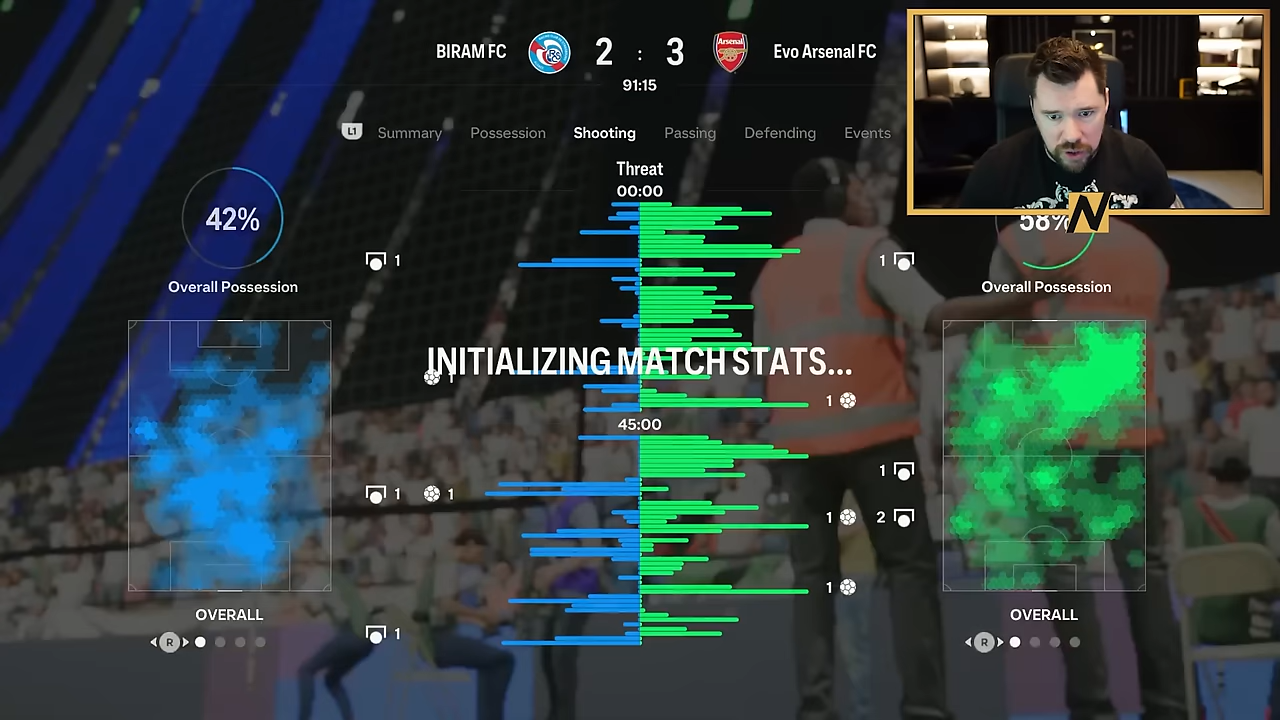 BIRAM FC 2 : 3 Arsenal Evo Arsenal FC
91:15
L1 Summary Possession Shooting Passing Defending Events
Threat
00:00
42%
58%
N
1 1
Overall Possession
Overall Possession
INITIALIZING MATCH STATS...
1
1
45:00
1
1 1
1 2
1
OVERALL
OVERALL
1
R
R